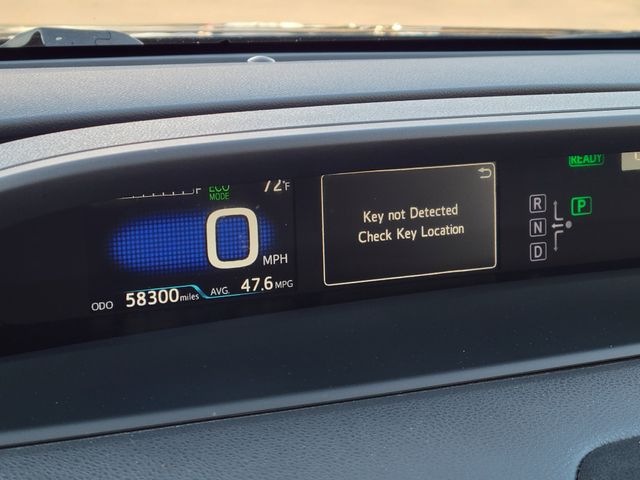 F ECO 72°F
MODE
0 MPH
ODO 58300 miles AVG. 47.6 MPG
Key not Detected
Check Key Location
READY
R
N
D
P